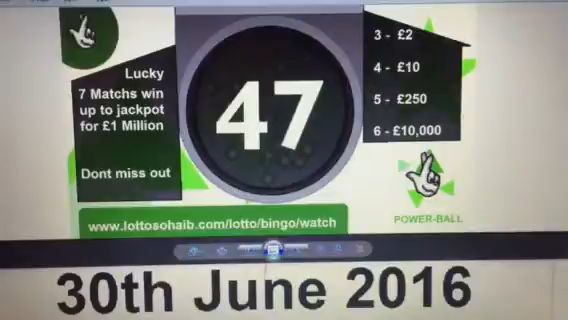 Lucky
7 Matchs win
up to jackpot
for £1 Million
Dont miss out
47
3 - £2
4 - £10
5 - £250
6 - £10,000
POWER-BALL
www.lottosohaib.com/lotto/bingo/watch
30th June 2016